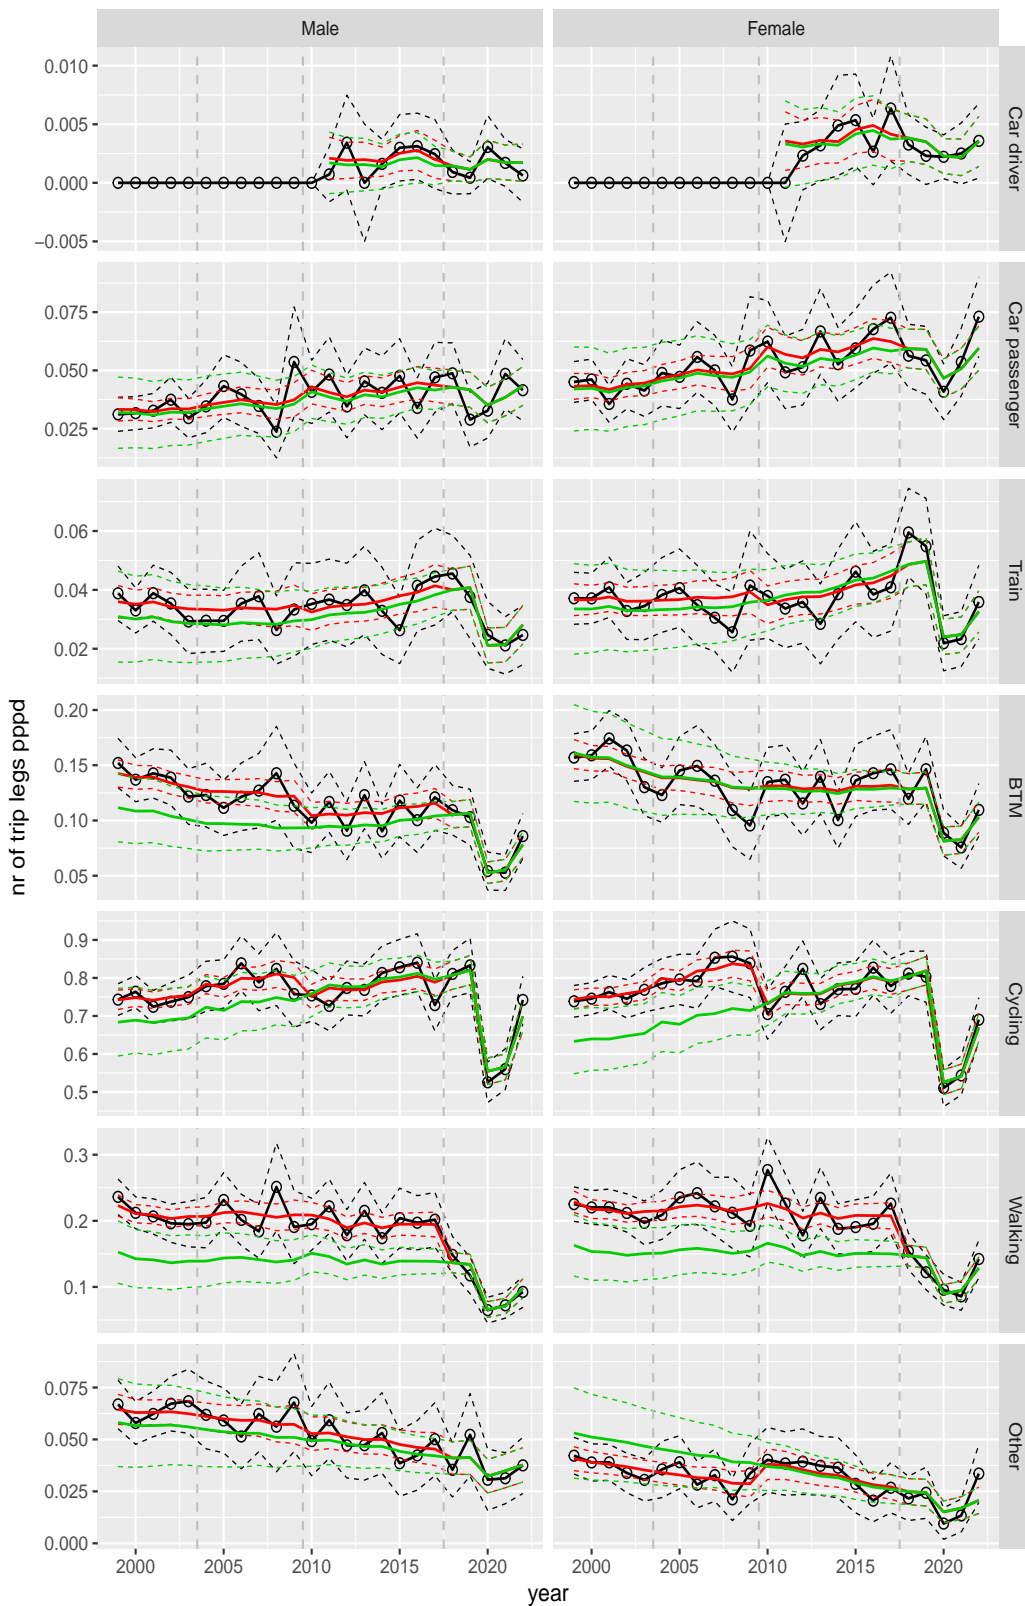 Male Female
0.010
0.005
0.000
−0.005
Car driver
0.075
0.050
0.025
Car passenger
0.06
0.04
0.02
Train
0.20
0.15
0.10
0.05
BTM
0.9
0.8
0.7
0.6
0.5
Cycling
0.3
0.2
0.1
Walking
0.075
0.050
0.025
0.000
Other
2000 2005 2010 2015 2020 2000 2005 2010 2015 2020
year
nr of trip legs pppd